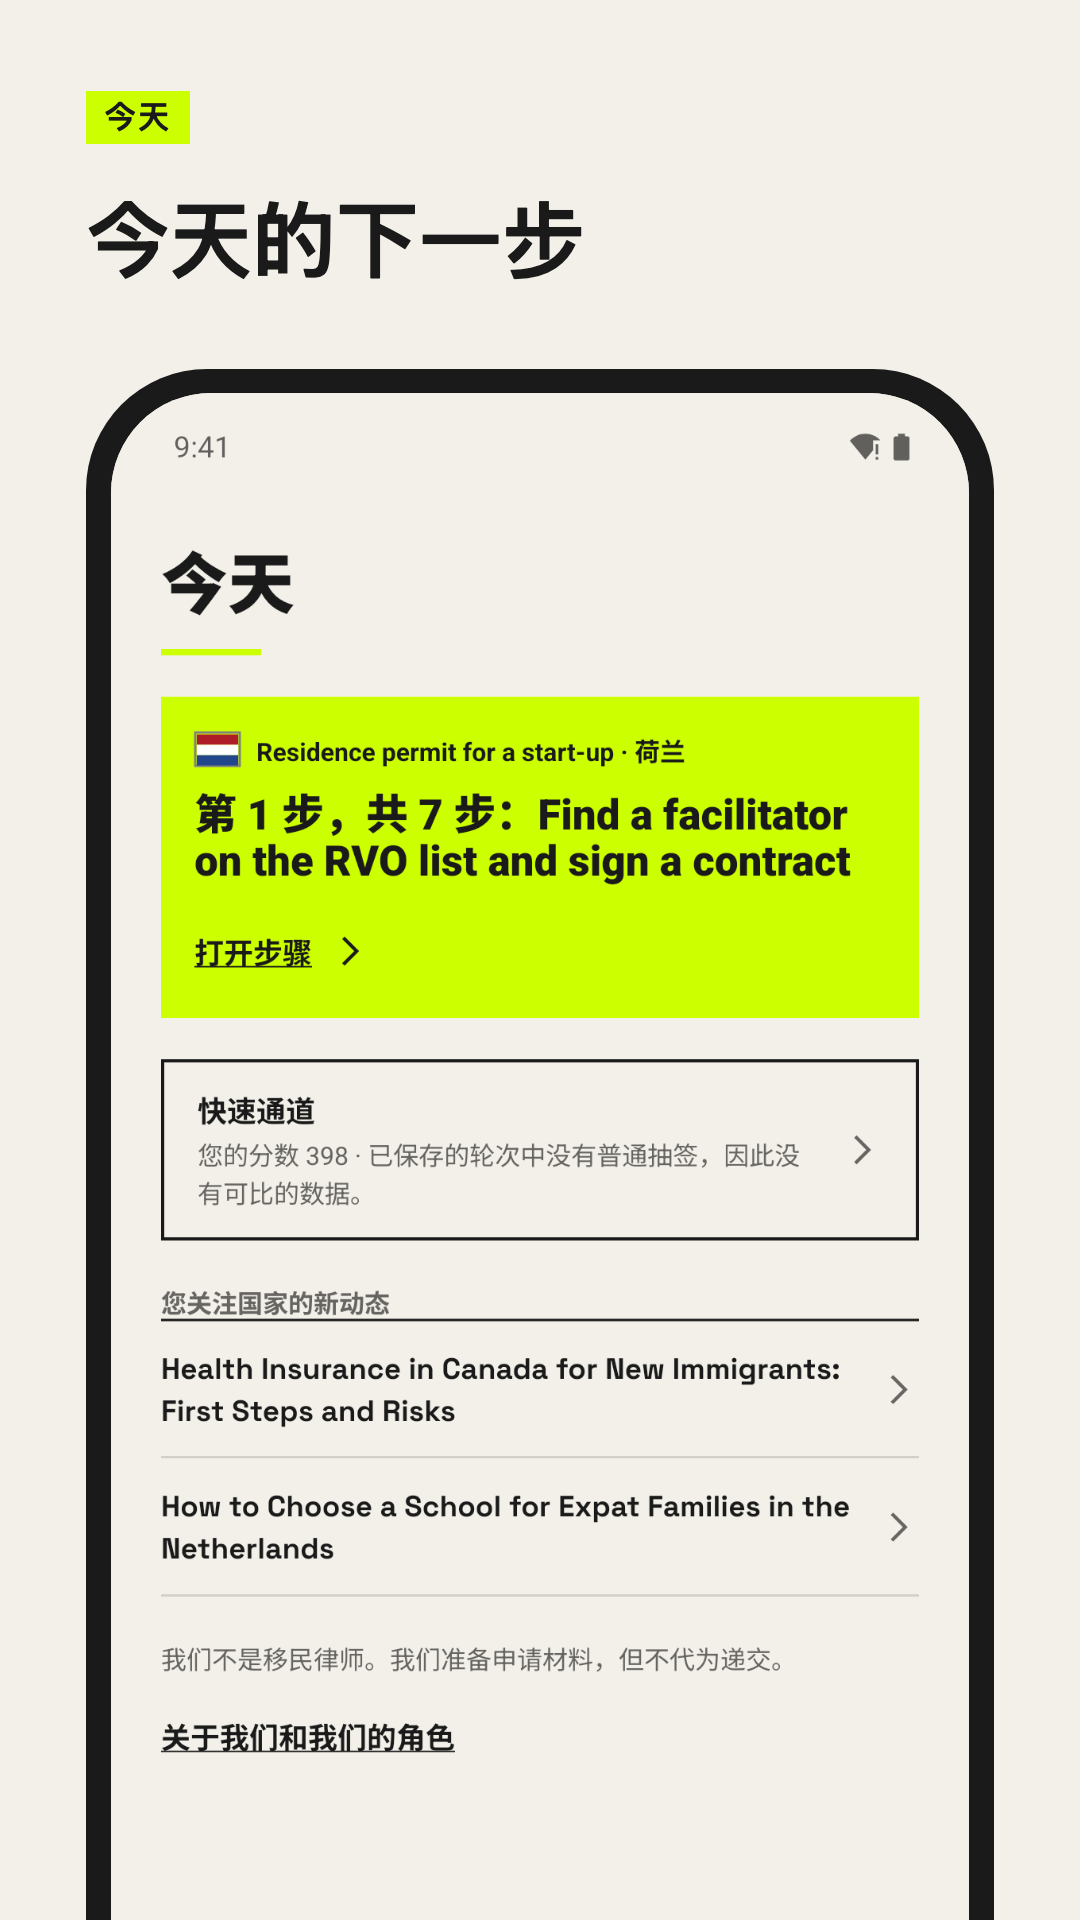 今天
今天的下一步
9:41
今天
Residence permit for a start-up · 荷兰
第 1 步，共 7 步：Find a facilitator
on the RVO list and sign a contract
打开步骤
快速通道
您的分数 398 · 已保存的轮次中没有普通抽签，因此没
有可比的数据。
您关注国家的新动态
Health Insurance in Canada for New Immigrants:
First Steps and Risks
How to Choose a School for Expat Families in the
Netherlands
我们不是移民律师。我们准备申请材料，但不代为递交。
关于我们和我们的角色